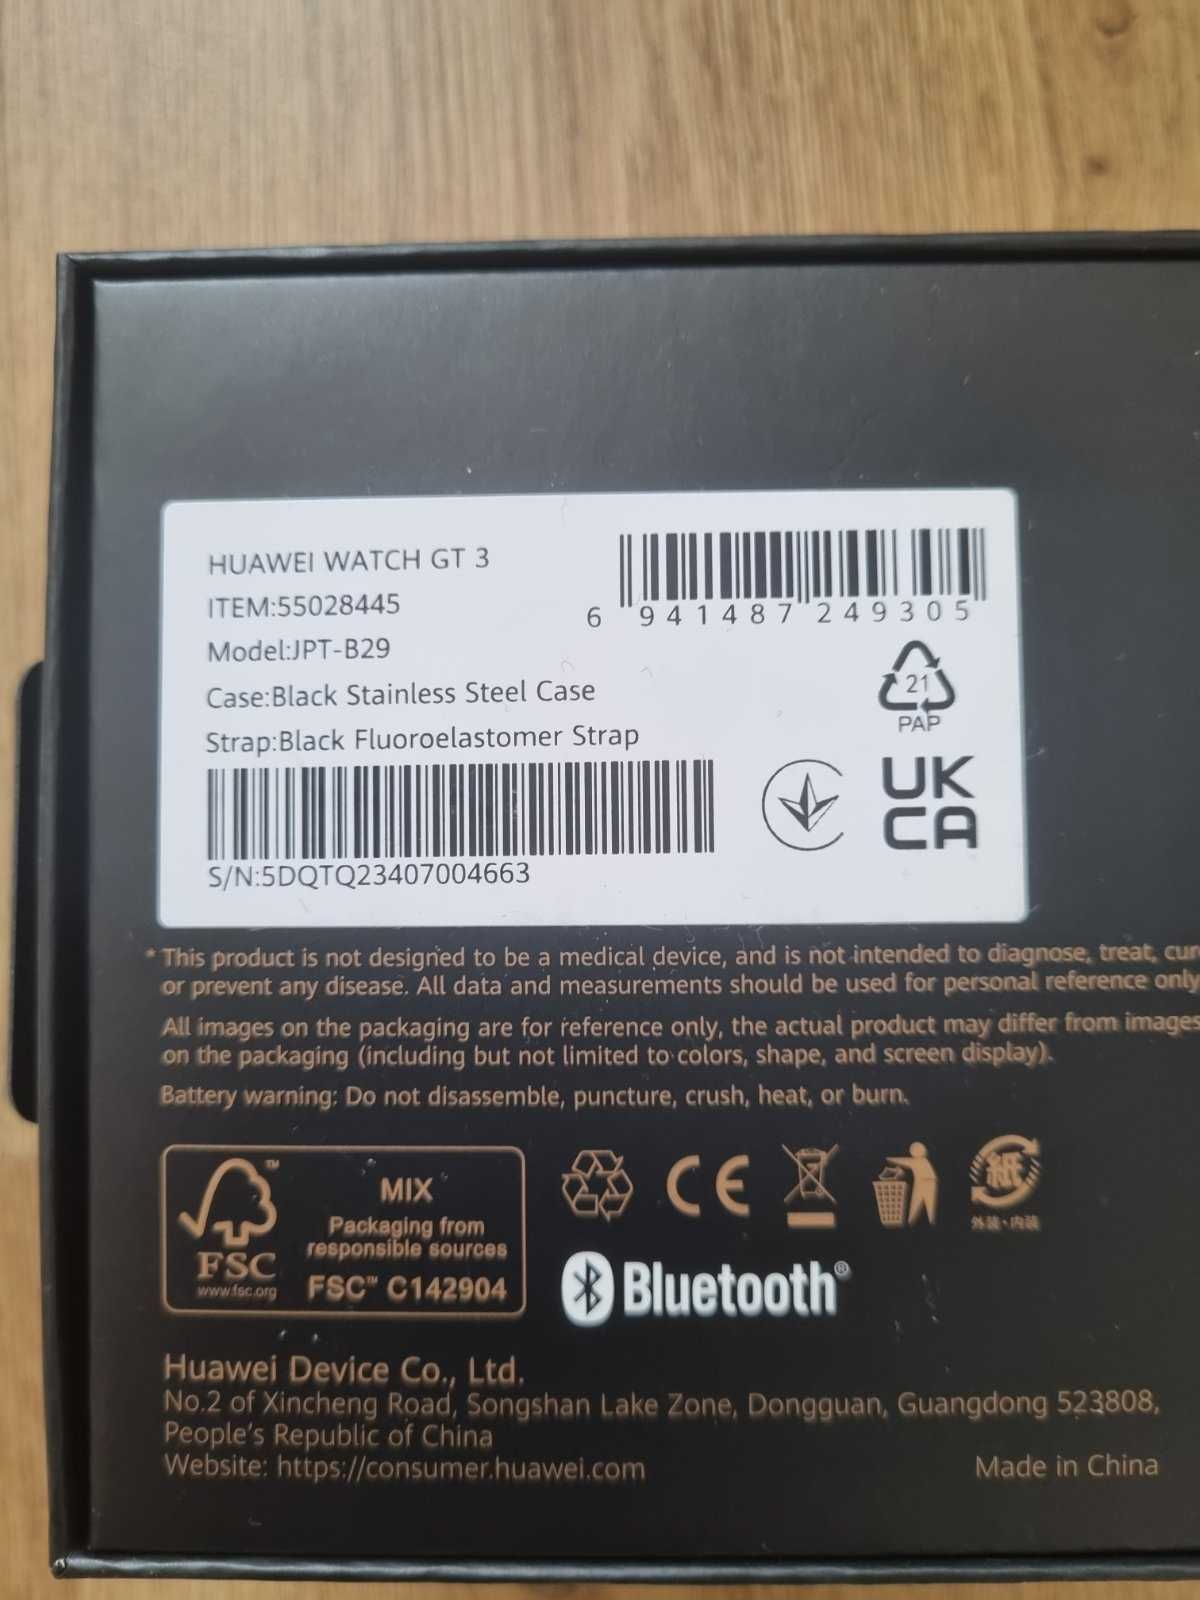 HUAWEI WATCH GT 3
ITEM:55028445
Model:JPT-B29
Case:Black Stainless Steel Case
Strap:Black Fluoroelastomer Strap
S/N:5DQTQ23407004663
6 941487 249305
21
PAP
UK
CA
* This product is not designed to be a medical device, and is not intended to diagnose, treat, cur
or prevent any disease. All data and measurements should be used for personal reference only
All images on the packaging are for reference only, the actual product may differ from images
on the packaging (including but not limited to colors, shape, and screen display).
Battery warning: Do not disassemble, puncture, crush, heat, or burn.
FSC
www.fsc.org
MIX
Packaging from
responsible sources
FSC™ C142904
CE
紙
外装・内装
Bluetooth®
Huawei Device Co., Ltd.
No.2 of Xincheng Road, Songshan Lake Zone, Dongguan, Guangdong 523808,
People's Republic of China
Website: https://consumer.huawei.com
Made in China